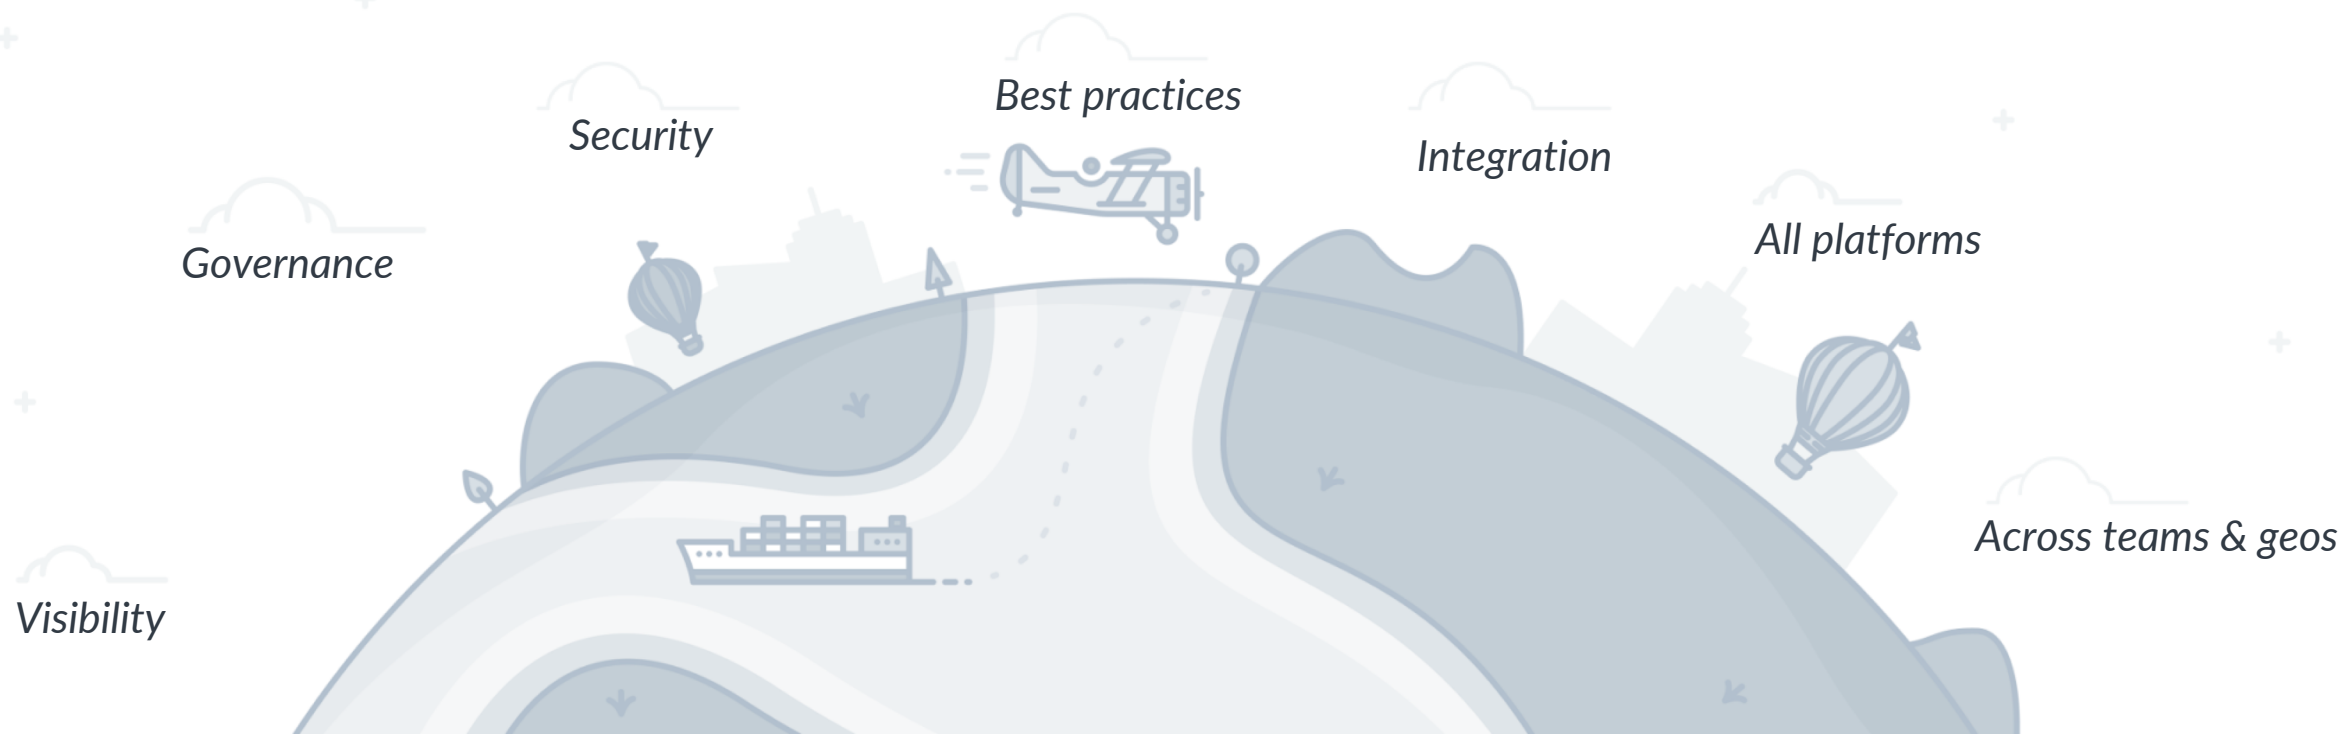 Visibility
Governance
Security
Best practices
Integration
All platforms
Across teams & geos